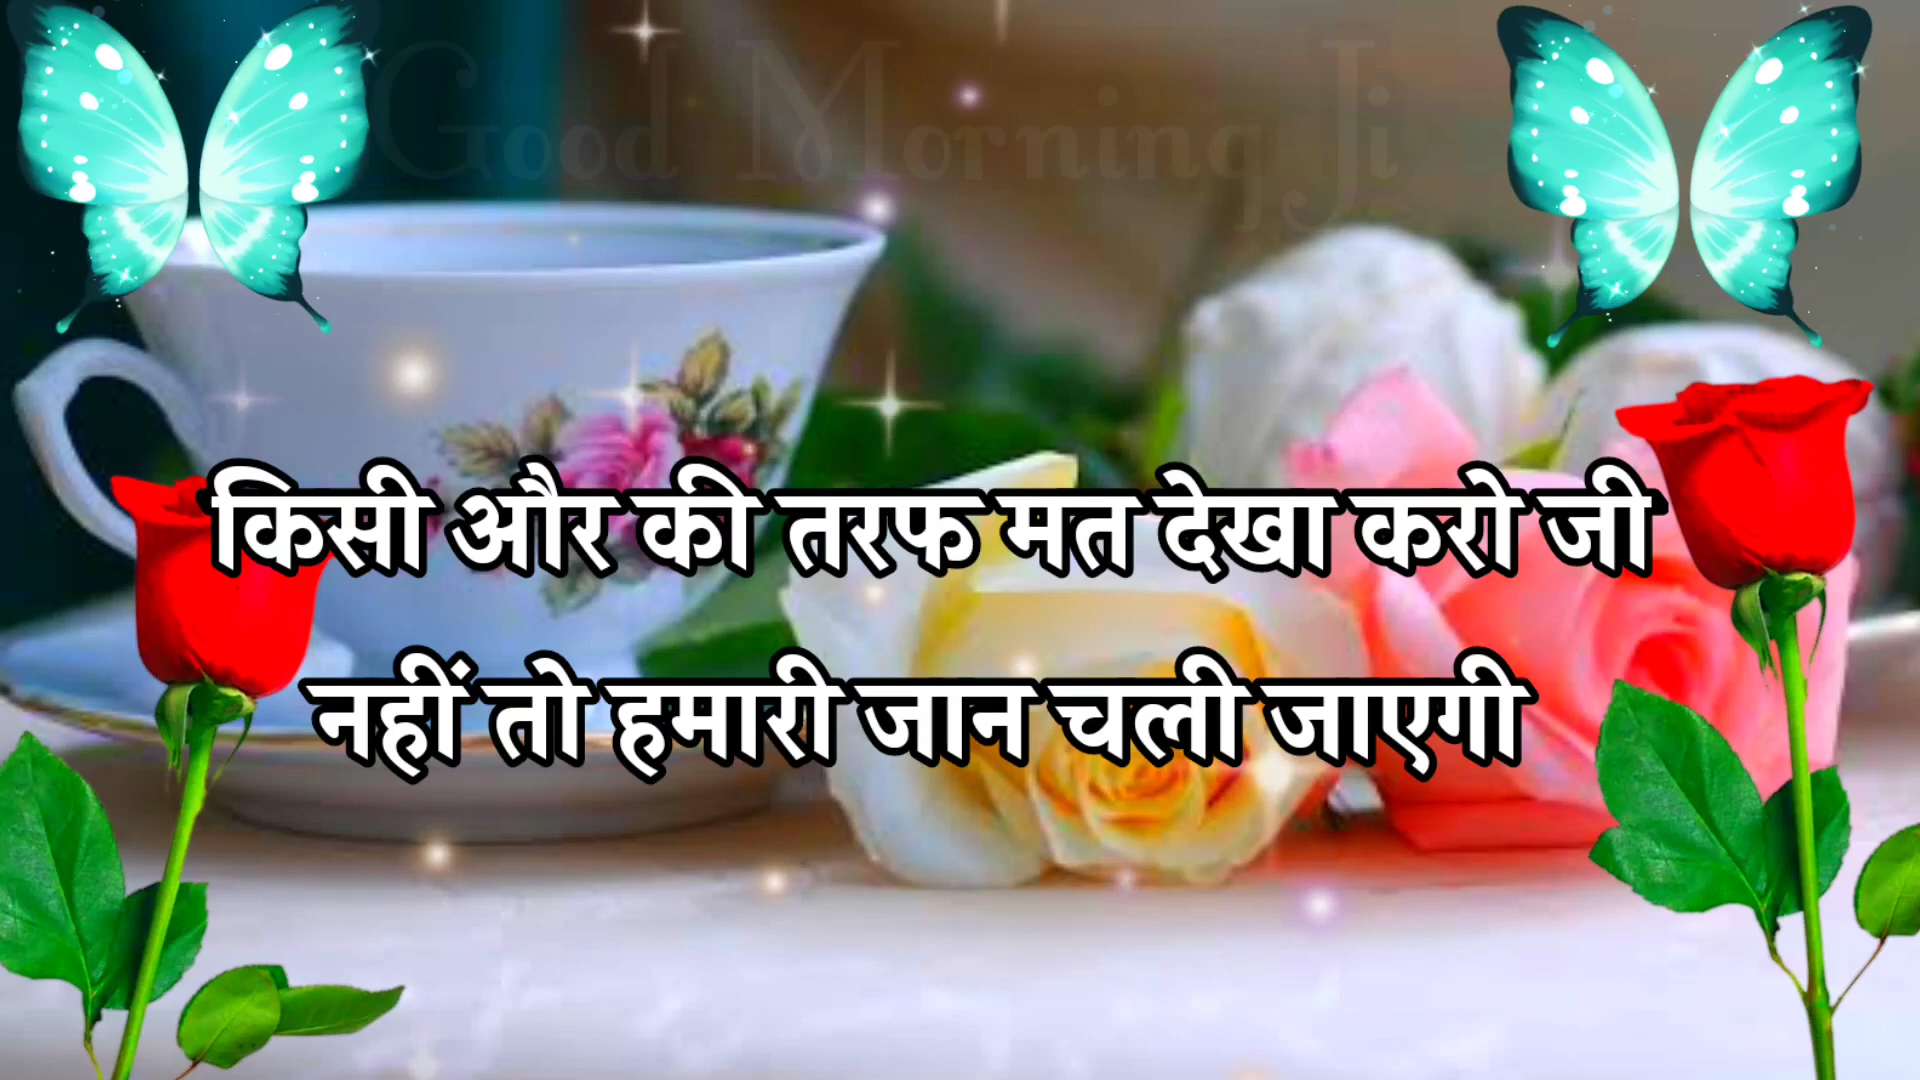 Good Morning Ji
किसी और की तरफ मत देखा करो जी
नहीं तो हमारी जान चली जाएगी